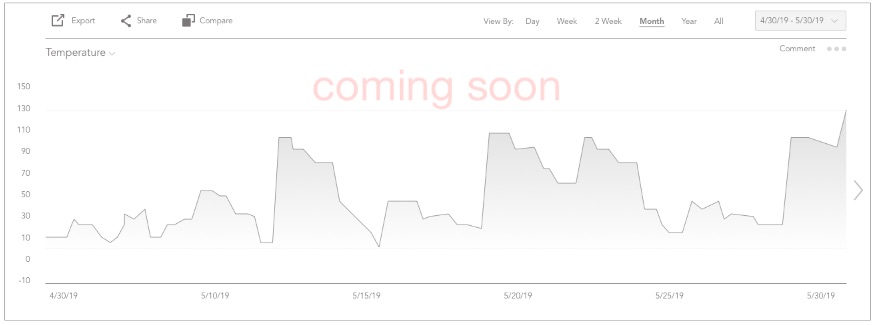 Export Share Compare View By: Day Week 2 Week Month Year All 4/30/19 - 5/30/19
Temperature Comment
coming soon
150
130
110
90
70
50
30
10
0
-10
4/30/19 5/10/19 5/15/19 5/20/19 5/25/19 5/30/19